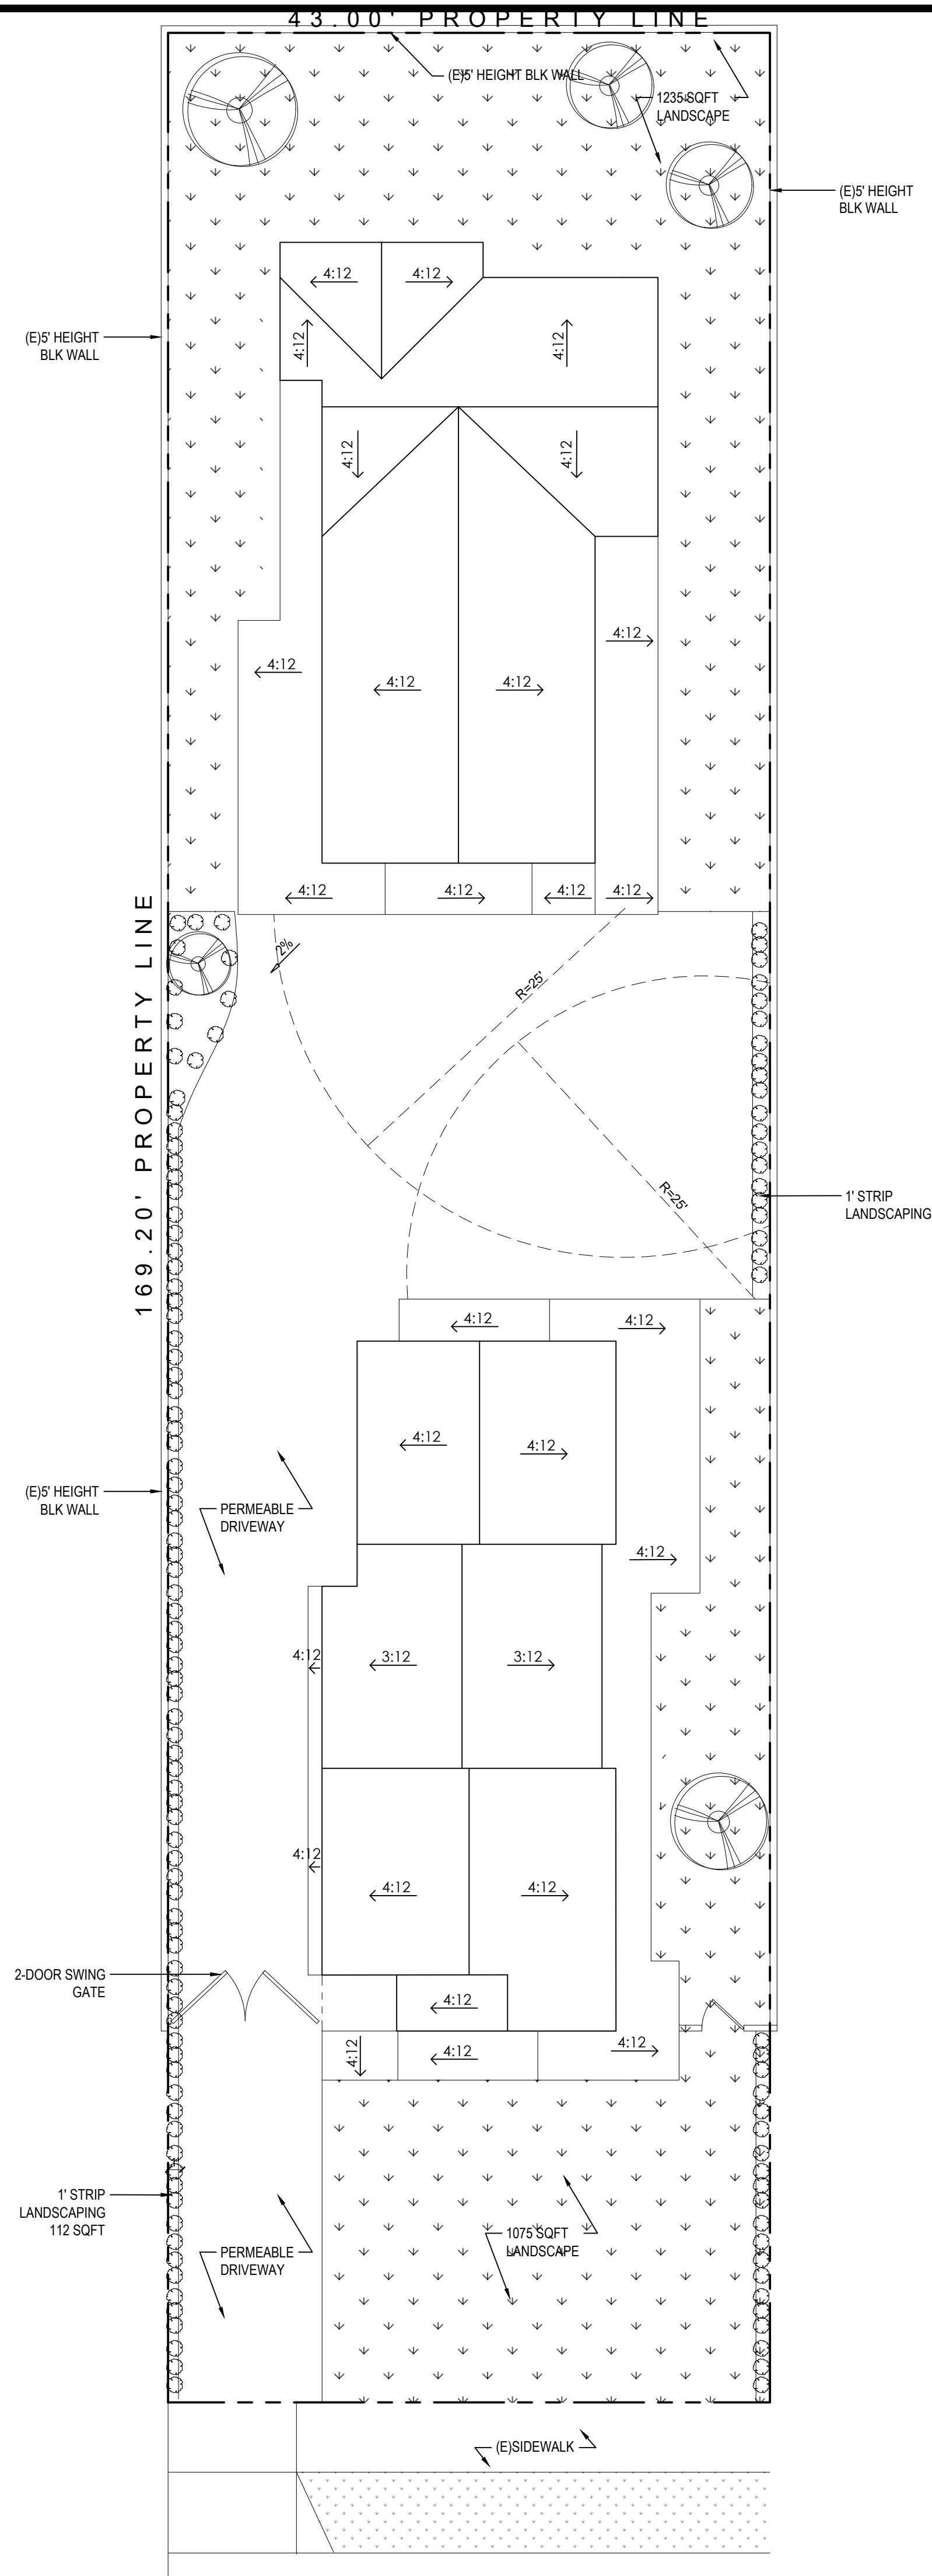 43.00' PROPERTY LINE
(E)5' HEIGHT BLK WALL
1235 SQFT
LANDSCAPE
(E)5' HEIGHT
BLK WALL
4:12
4:12
(E)5' HEIGHT
BLK WALL
4:12
4:12
4:12
4:12
4:12
4:12
4:12
4:12
4:12
4:12
4:12
4:12
169.20' PROPERTY LINE
2%
R=25'
R=25'
1' STRIP
LANDSCAPING
4:12
4:12
4:12
4:12
(E)5' HEIGHT
BLK WALL
PERMEABLE
DRIVEWAY
4:12
4:12
3:12
3:12
4:12
4:12
4:12
2-DOOR SWING
GATE
4:12
4:12
4:12
4:12
1' STRIP
LANDSCAPING
112 SQFT
PERMEABLE
DRIVEWAY
1075 SQFT
LANDSCAPE
(E)SIDEWALK